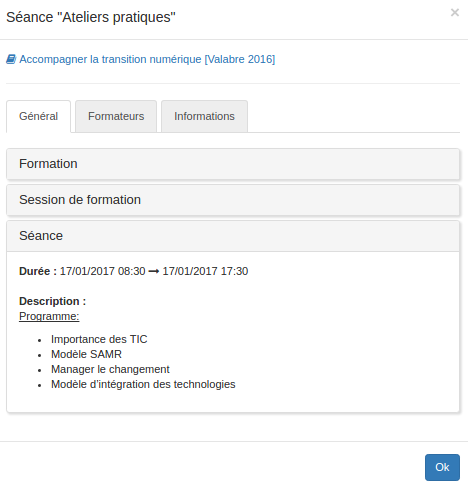 Séance "Ateliers pratiques"
×
Accompagner la transition numérique [Valabre 2016]
Général Formateurs Informations
Formation
Session de formation
Séance
Durée : 17/01/2017 08:30 → 17/01/2017 17:30
Description :
Programme:
• Importance des TIC
• Modèle SAMR
• Manager le changement
• Modèle d'intégration des technologies
Ok